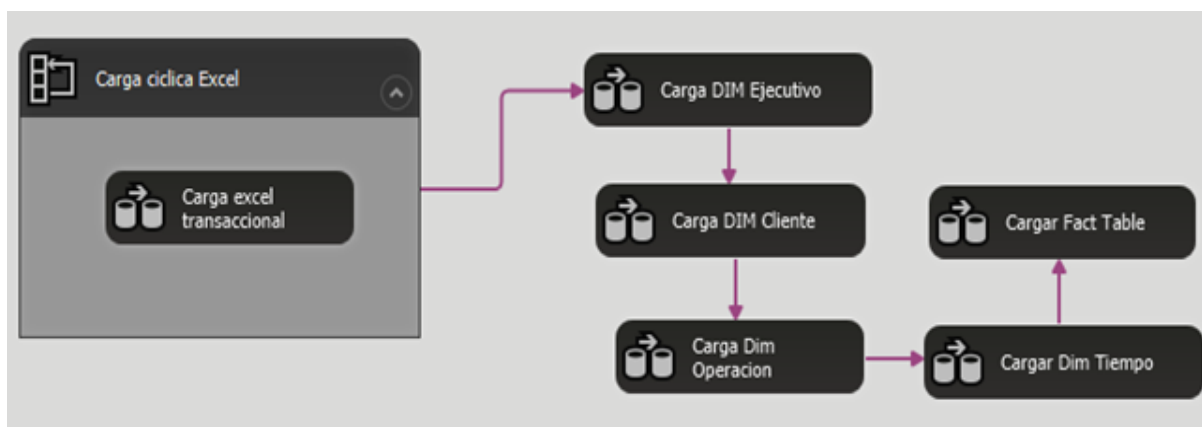 Carga ciclica Excel
Carga excel
transaccional
Carga DIM Ejecutivo
Carga DIM Cliente
Carga Dim
Operacion
Cargar Dim Tiempo
Cargar Fact Table